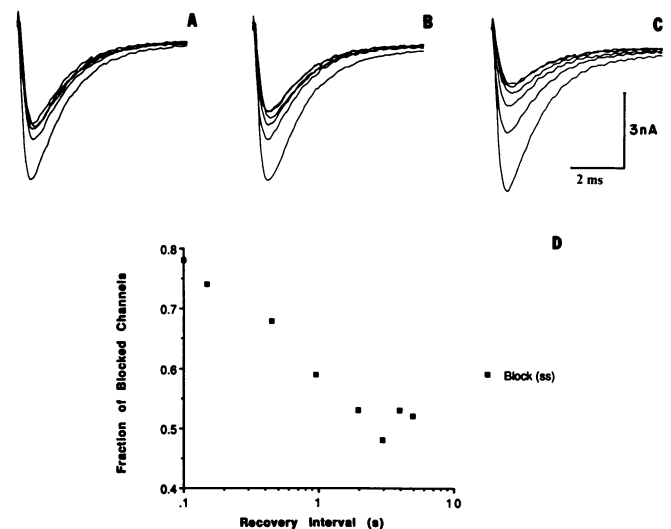 A
B
C
3nA
2 ms
D
0.8
0.7
0.6
0.5
0.4
Fraction of Blocked Channels
.1
1
10
Recovery Interval (s)
Block (ss)